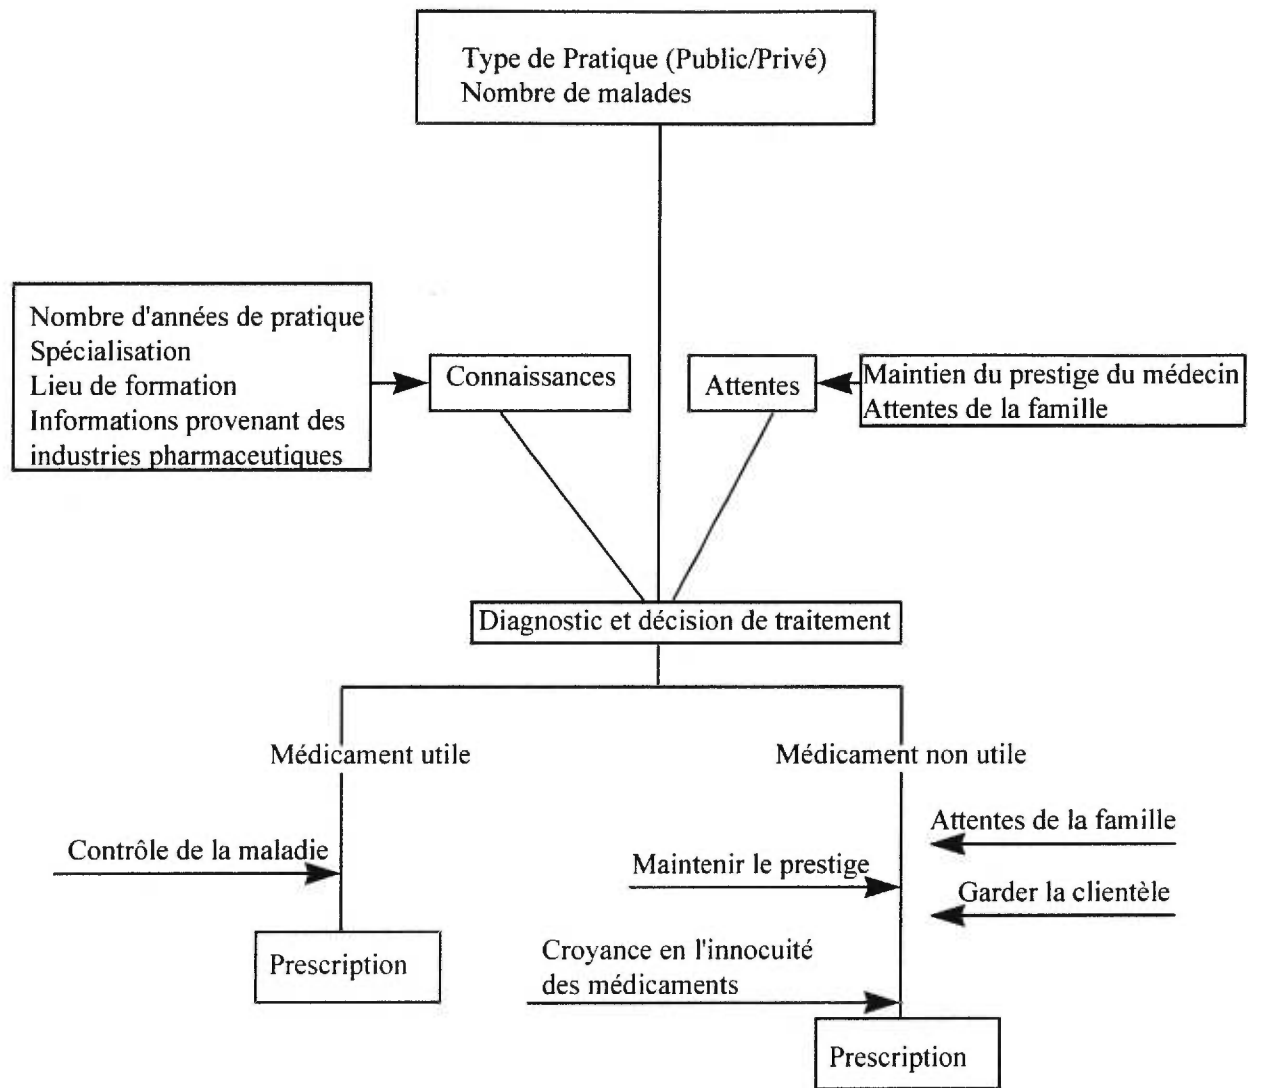 Type de Pratique (Public/Privé)
Nombre de malades
Nombre d'années de pratique
Spécialisation
Lieu de formation
Informations provenant des
industries pharmaceutiques
Connaissances
Attentes
Maintien du prestige du médecin
Attentes de la famille
Diagnostic et décision de traitement
Médicament utile
Médicament non utile
Contrôle de la maladie
Attentes de la famille
Maintenir le prestige
Garder la clientèle
Croyance en l'innocuité
des médicaments
Prescription
Prescription